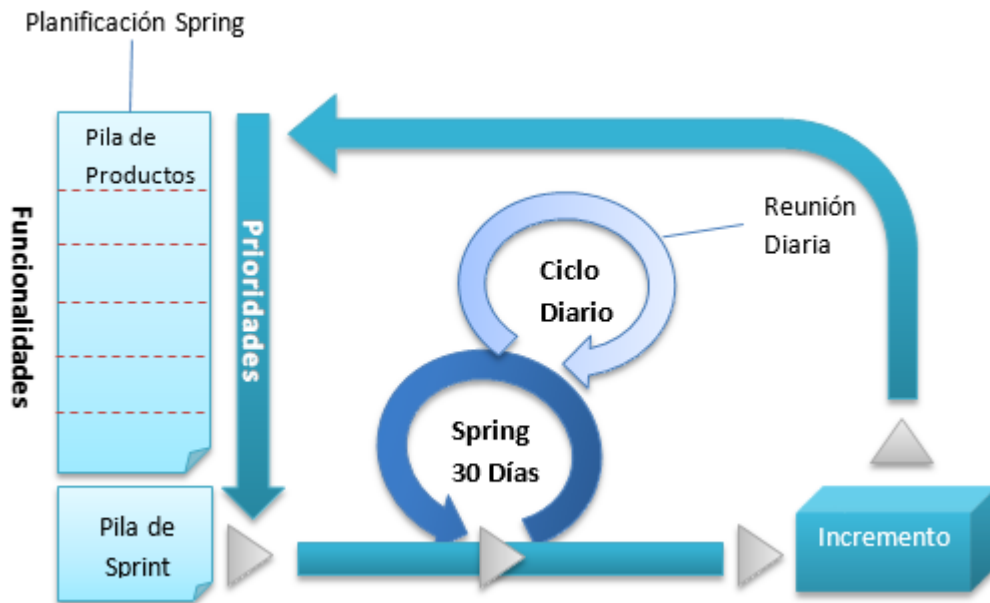 Planificación Spring
Pila de
Productos
Funcionalidades
Prioridades
Reunión
Diaria
Ciclo
Diario
Spring
30 Días
Pila de
Sprint
Incremento